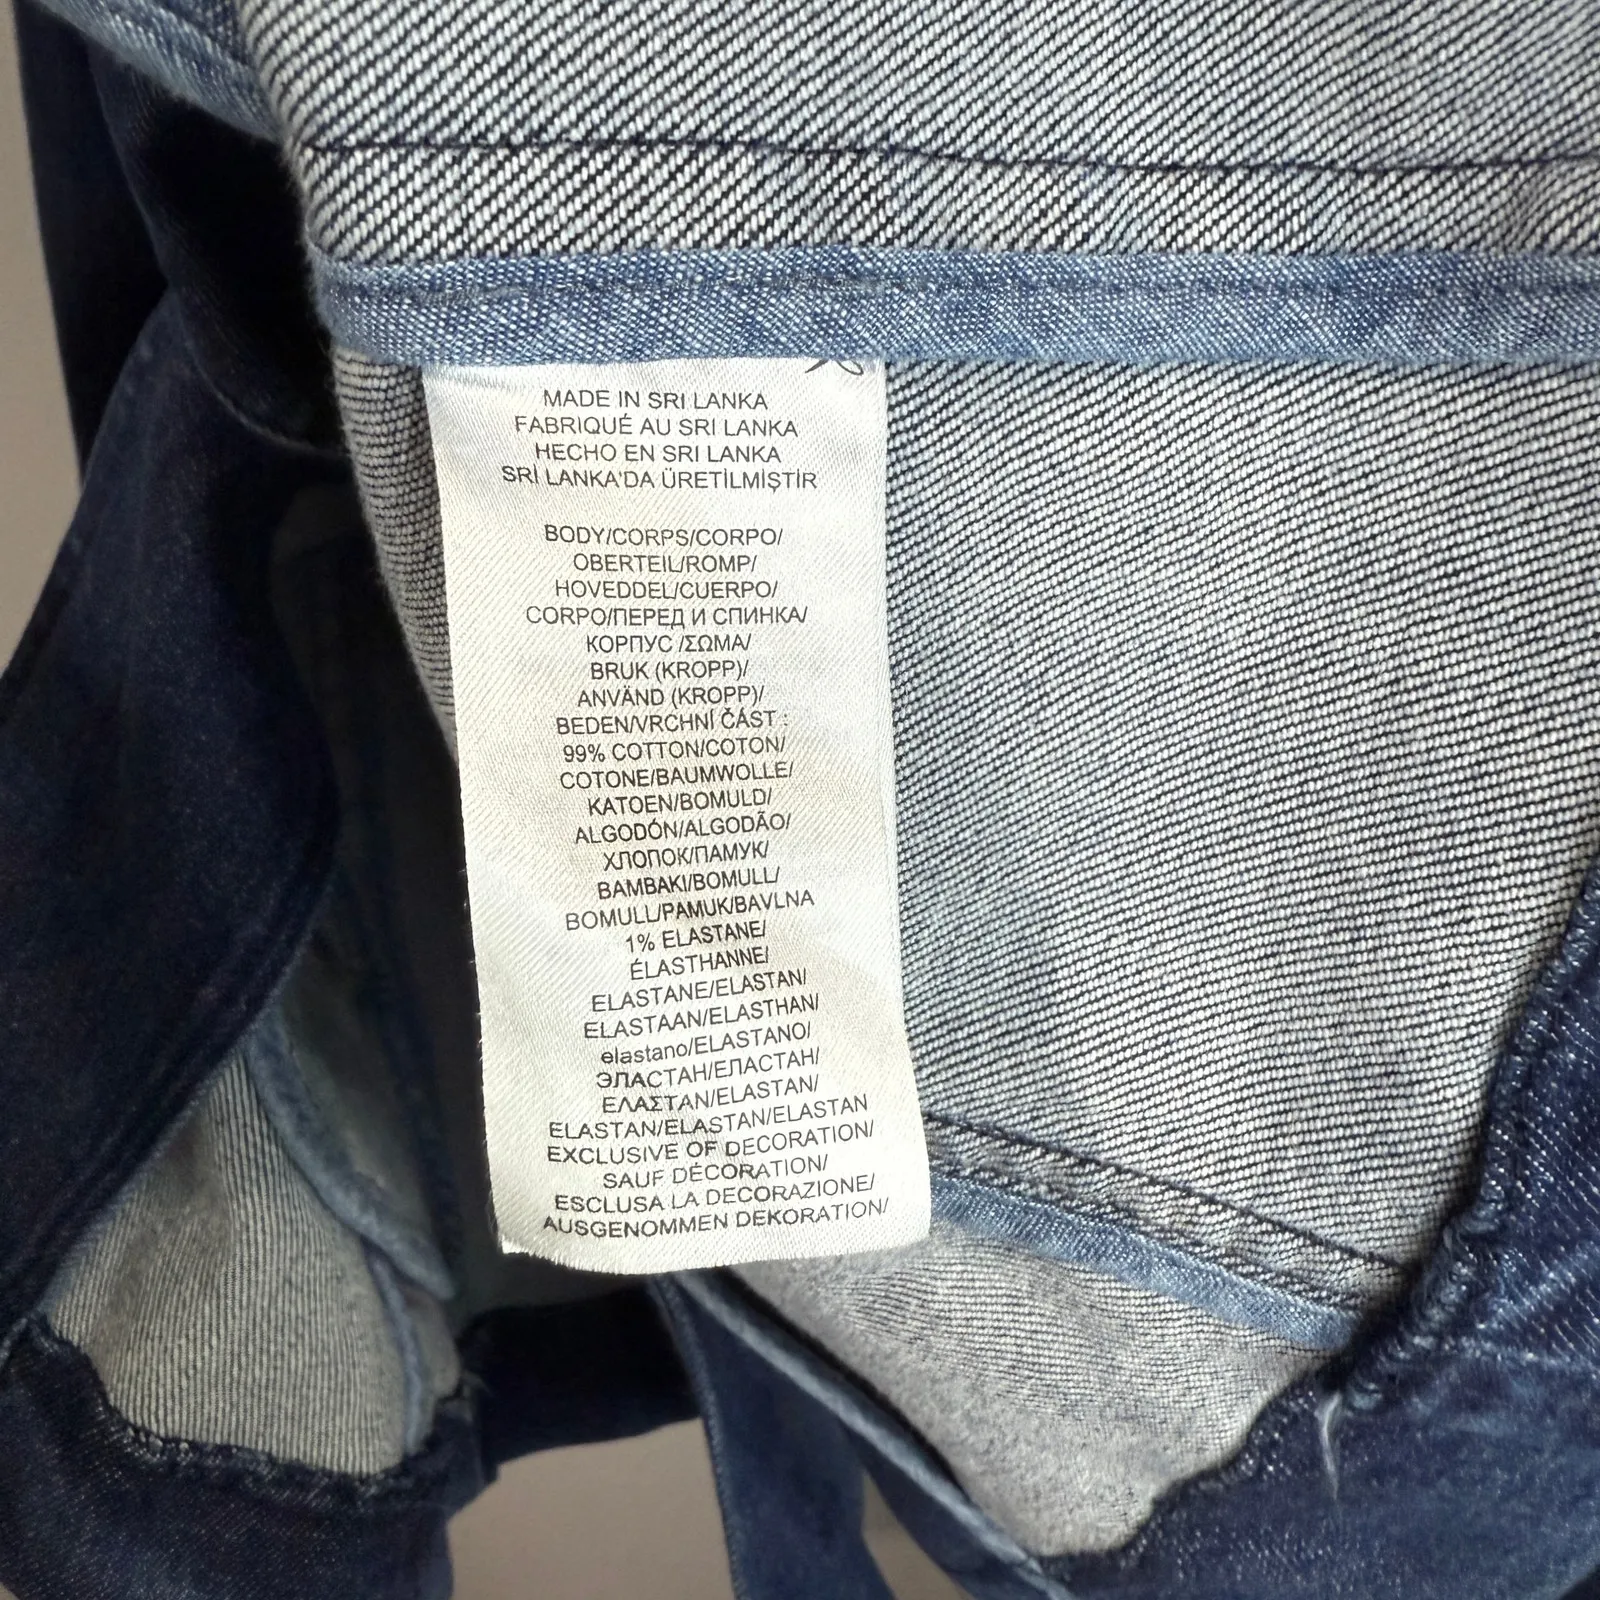 MADE IN SRI LANKA
FABRIQUÉ AU SRI LANKA
HECHO EN SRI LANKA
SRİ LANKA'DA ÜRETİLMİŞTİR
BODY/CORPS/CORPO/
OBERTEIL/ROMP/
HOVEDDEL/CUERPO/
CORPO/ПЕРЕД И СПИНКА/
КОРПУС /ΣΩΜΑ/
BRUK (KROPP)/
ANVÄND (KROPP)/
BEDEN/VRCHNÍ ČÁST :
99% COTTON/COTON/
COTONE/BAUMWOLLE/
KATOEN/BOMULD/
ALGODÓN/ALGODÃO/
ХЛОПОК/ПАМУК/
BAMBAKI/BOMULL/
BOMULL/PAMUK/BAVLNA
1% ELASTANE/
ÉLASTHANNE/
ELASTANE/ELASTAN/
ELASTAAN/ELASTHAN/
elastano/ELASTANO/
ЭЛАСТАН/ЕЛАСТАН/
ΕΛΑΣΤΑΝ/ELASTAN/
ELASTAN/ELASTAN/ELASTAN
EXCLUSIVE OF DECORATION/
SAUF DÉCORATION/
ESCLUSA LA DECORAZIONE/
AUSGENOMMEN DEKORATION/